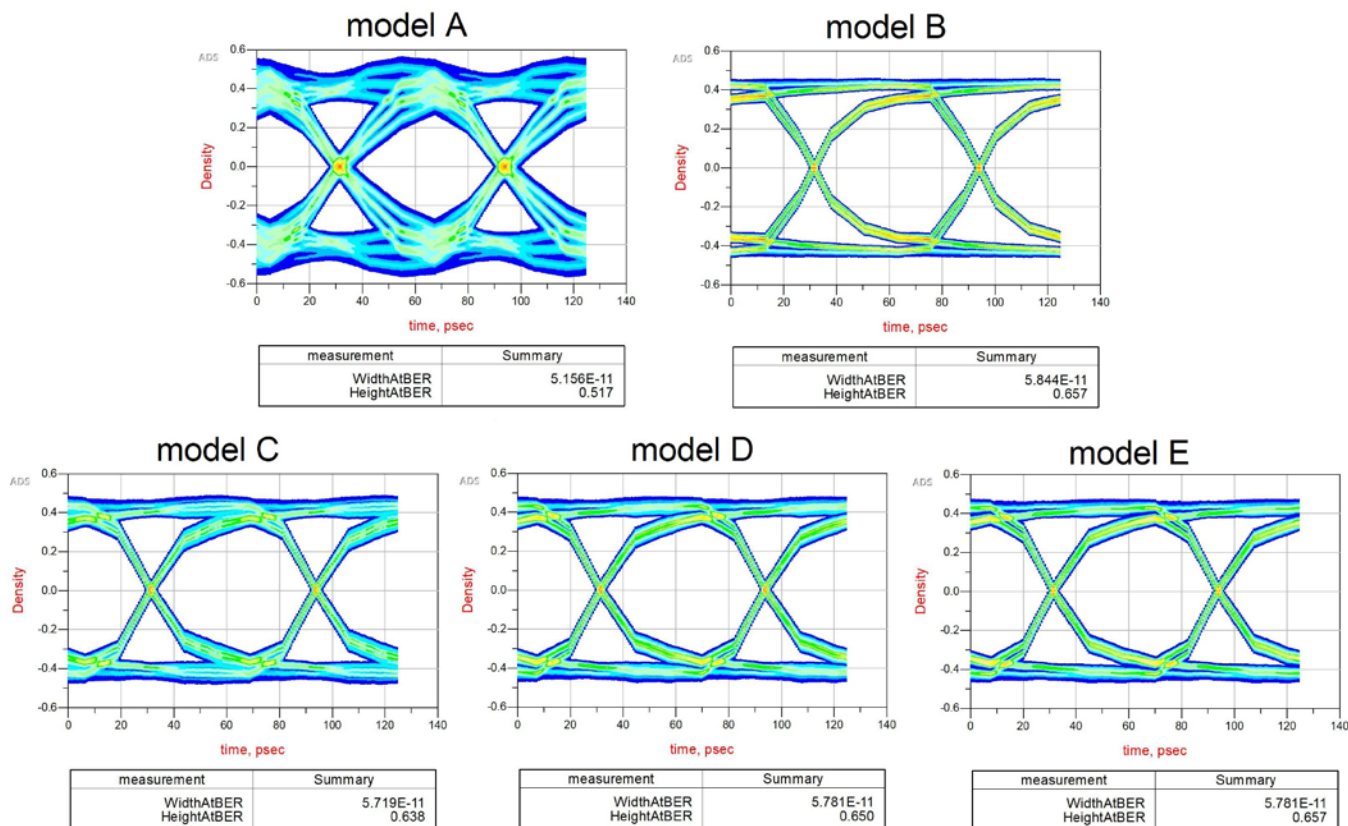 model A
ADS
0.6
0.4
0.2
0.0
-0.2
-0.4
-0.6
Density
0 20 40 60 80 100 120 140
time, psec
measurement Summary
WidthAtBER 5.156E-11
HeightAtBER 0.517
model B
ADS
0.6
0.4
0.2
0.0
-0.2
-0.4
-0.6
Density
0 20 40 60 80 100 120 140
time, psec
measurement Summary
WidthAtBER 5.844E-11
HeightAtBER 0.657
model C
ADS
0.6
0.4
0.2
0.0
-0.2
-0.4
-0.6
Density
0 20 40 60 80 100 120 140
time, psec
measurement Summary
WidthAtBER 5.719E-11
HeightAtBER 0.638
model D
ADS
0.6
0.4
0.2
0.0
-0.2
-0.4
-0.6
Density
0 20 40 60 80 100 120 140
time, psec
measurement Summary
WidthAtBER 5.781E-11
HeightAtBER 0.650
model E
ADS
0.6
0.4
0.2
0.0
-0.2
-0.4
-0.6
Density
0 20 40 60 80 100 120 140
time, psec
measurement Summary
WidthAtBER 5.781E-11
HeightAtBER 0.657